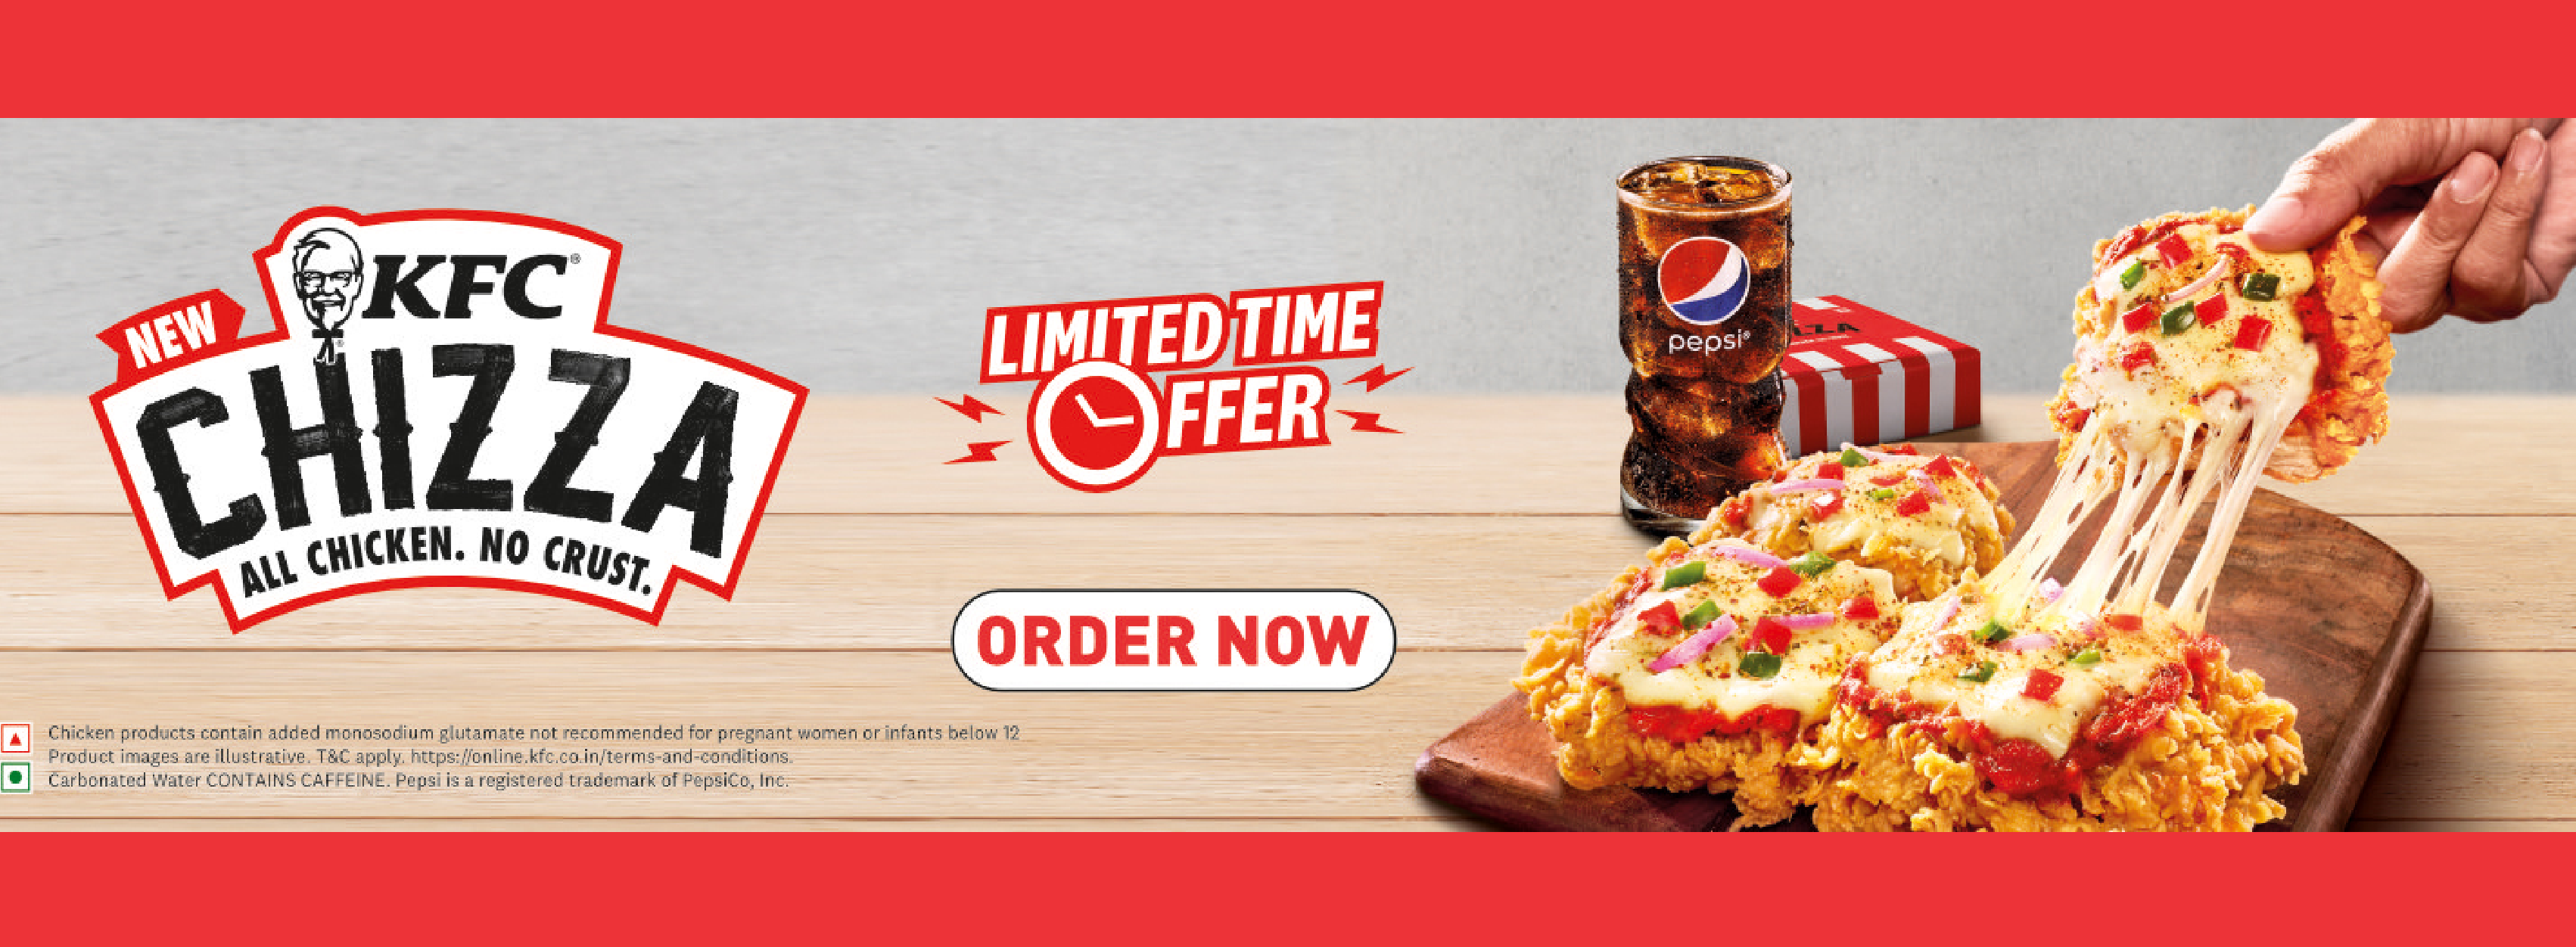 NEW
KFC®
CHIZZA
ALL CHICKEN. NO CRUST.
LIMITED TIME
OFFER
ORDER NOW
pepsi®
Chicken products contain added monosodium glutamate not recommended for pregnant women or infants below 12
Product images are illustrative. T&C apply. https://online.kfc.co.in/terms-and-conditions.
Carbonated Water CONTAINS CAFFEINE. Pepsi is a registered trademark of PepsiCo, Inc.